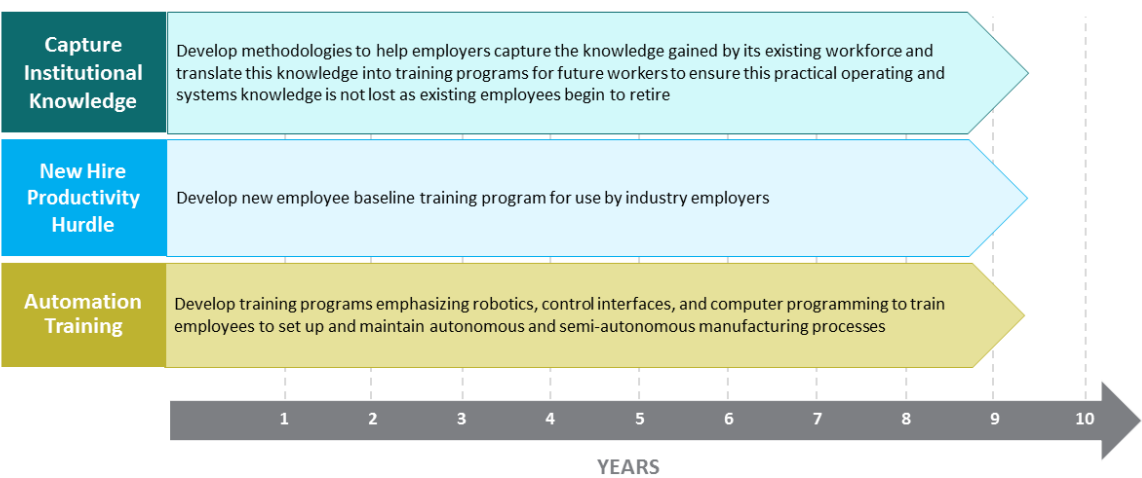 Capture
Institutional
Knowledge
Develop methodologies to help employers capture the knowledge gained by its existing workforce and
translate this knowledge into training programs for future workers to ensure this practical operating and
systems knowledge is not lost as existing employees begin to retire
New Hire
Productivity
Hurdle
Develop new employee baseline training program for use by industry employers
Automation
Training
Develop training programs emphasizing robotics, control interfaces, and computer programming to train
employees to set up and maintain autonomous and semi-autonomous manufacturing processes
1 2 3 4 5 6 7 8 9 10
YEARS